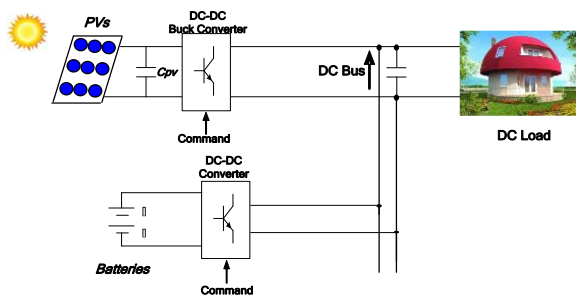 PVs
DC-DC
Buck Converter
Cpv
DC Bus
Command
DC Load
DC-DC
Converter
Batteries
Command